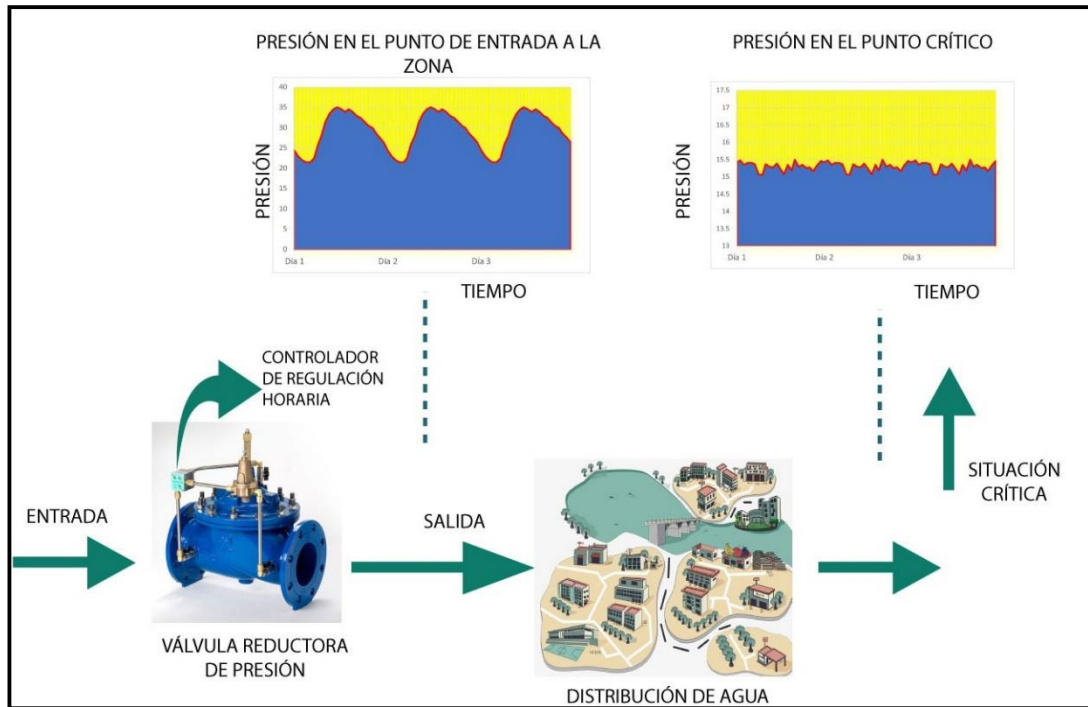 PRESIÓN EN EL PUNTO DE ENTRADA A LA
ZONA
PRESIÓN
40
35
30
25
20
15
10
5
0
Día 1
Día 2
Día 3
TIEMPO
PRESIÓN EN EL PUNTO CRÍTICO
PRESIÓN
17.5
17
16.5
16
15.5
15
14.5
14
13.5
13
Día 1
Día 2
Día 3
TIEMPO
CONTROLADOR
DE REGULACIÓN
HORARIA
ENTRADA
SALIDA
SITUACIÓN
CRÍTICA
VÁLVULA REDUCTORA
DE PRESIÓN
DISTRIBUCIÓN DE AGUA